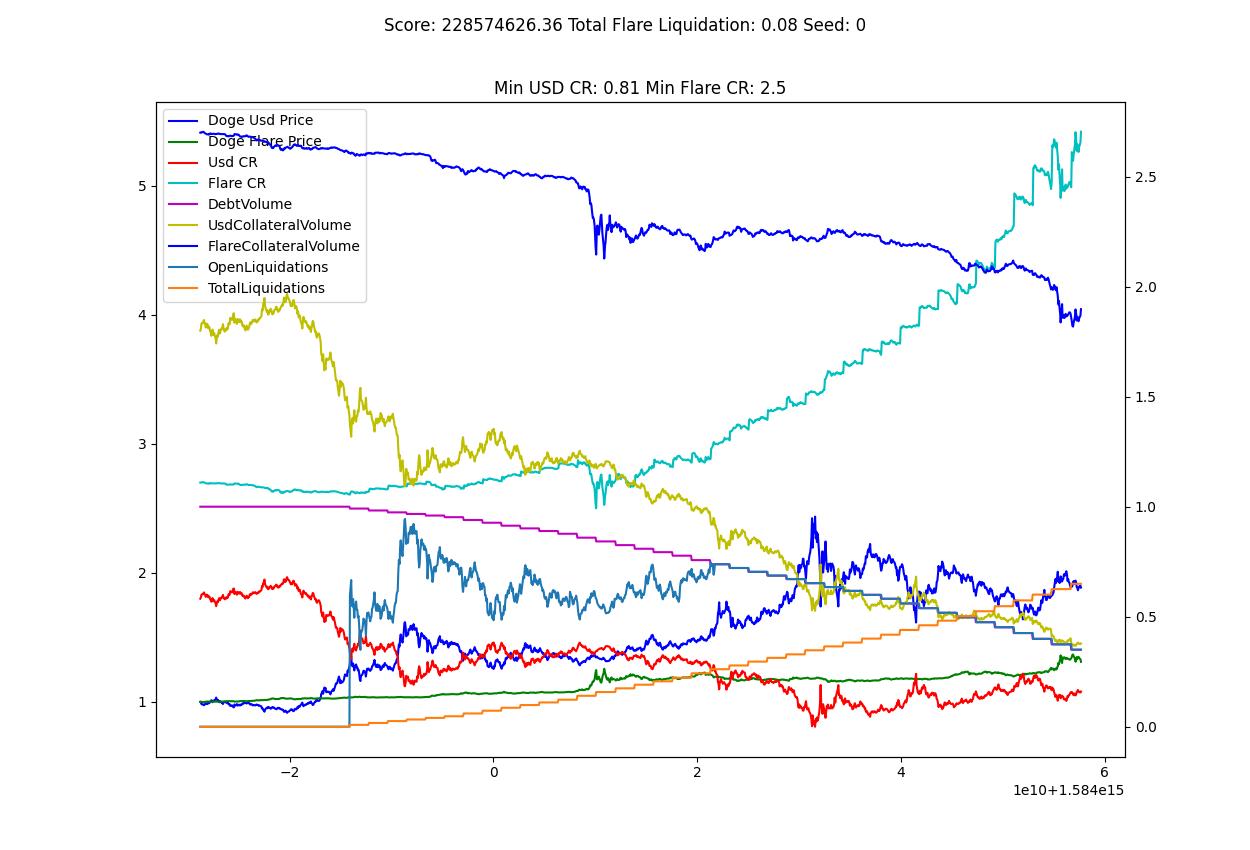 Score: 228574626.36 Total Flare Liquidation: 0.08 Seed: 0
Min USD CR: 0.81 Min Flare CR: 2.5
Doge Usd Price
Doge Flare Price
Usd CR
Flare CR
DebtVolume
UsdCollateralVolume
FlareCollateralVolume
OpenLiquidations
TotalLiquidations
5
4
3
2
1
2.5
2.0
1.5
1.0
0.5
0.0
−2
0
2
4
6
1e10+1.584e15